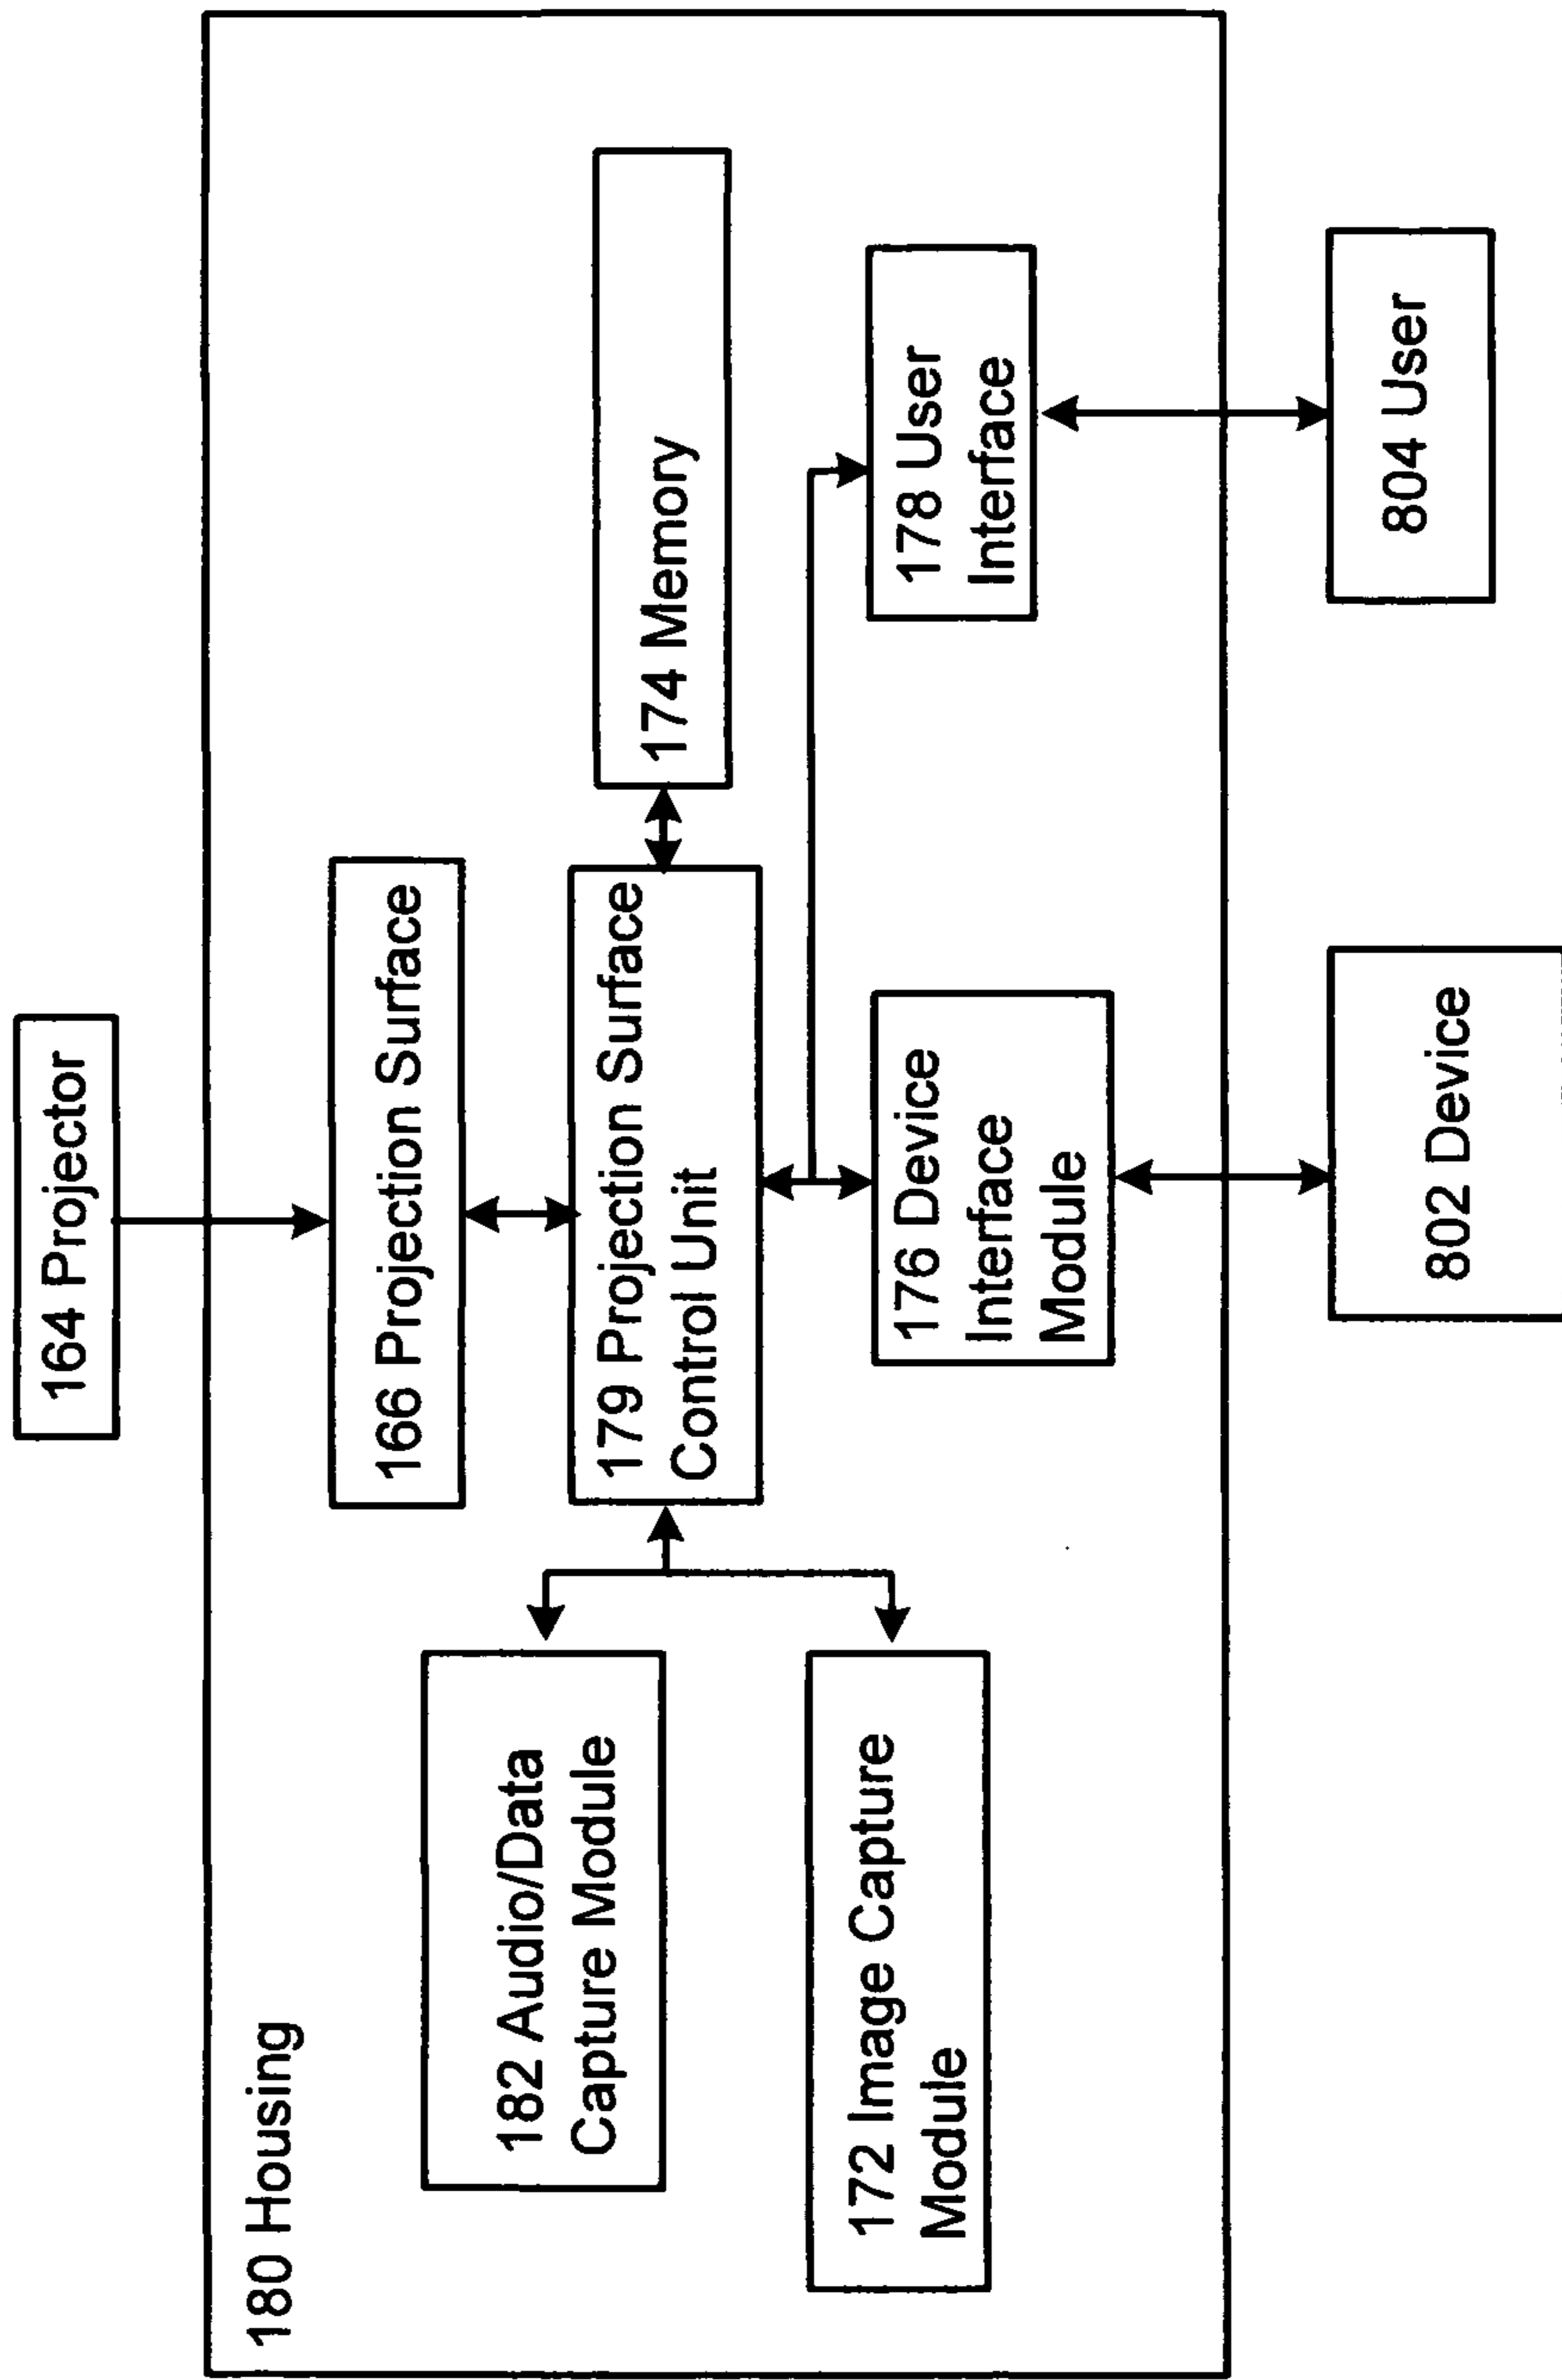 164 Projector
180 Housing
166 Projection Surface
182 Audio/Data
Capture Module
179 Projection Surface
Control Unit
174 Memory
172 Image Capture
Module
176 Device
Interface
Module
178 User
Interface
802 Device
804 User